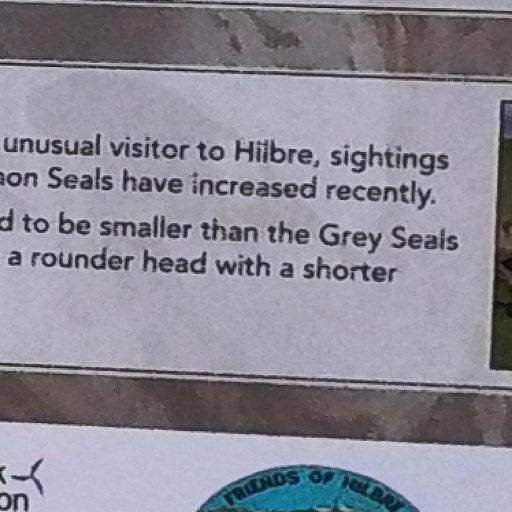 unusual visitor to Hilbre, sightings
Seals have increased recently.
to be smaller than the Grey Seals
a rounder head with a shorter
on
FRIENDS OF HILBRE